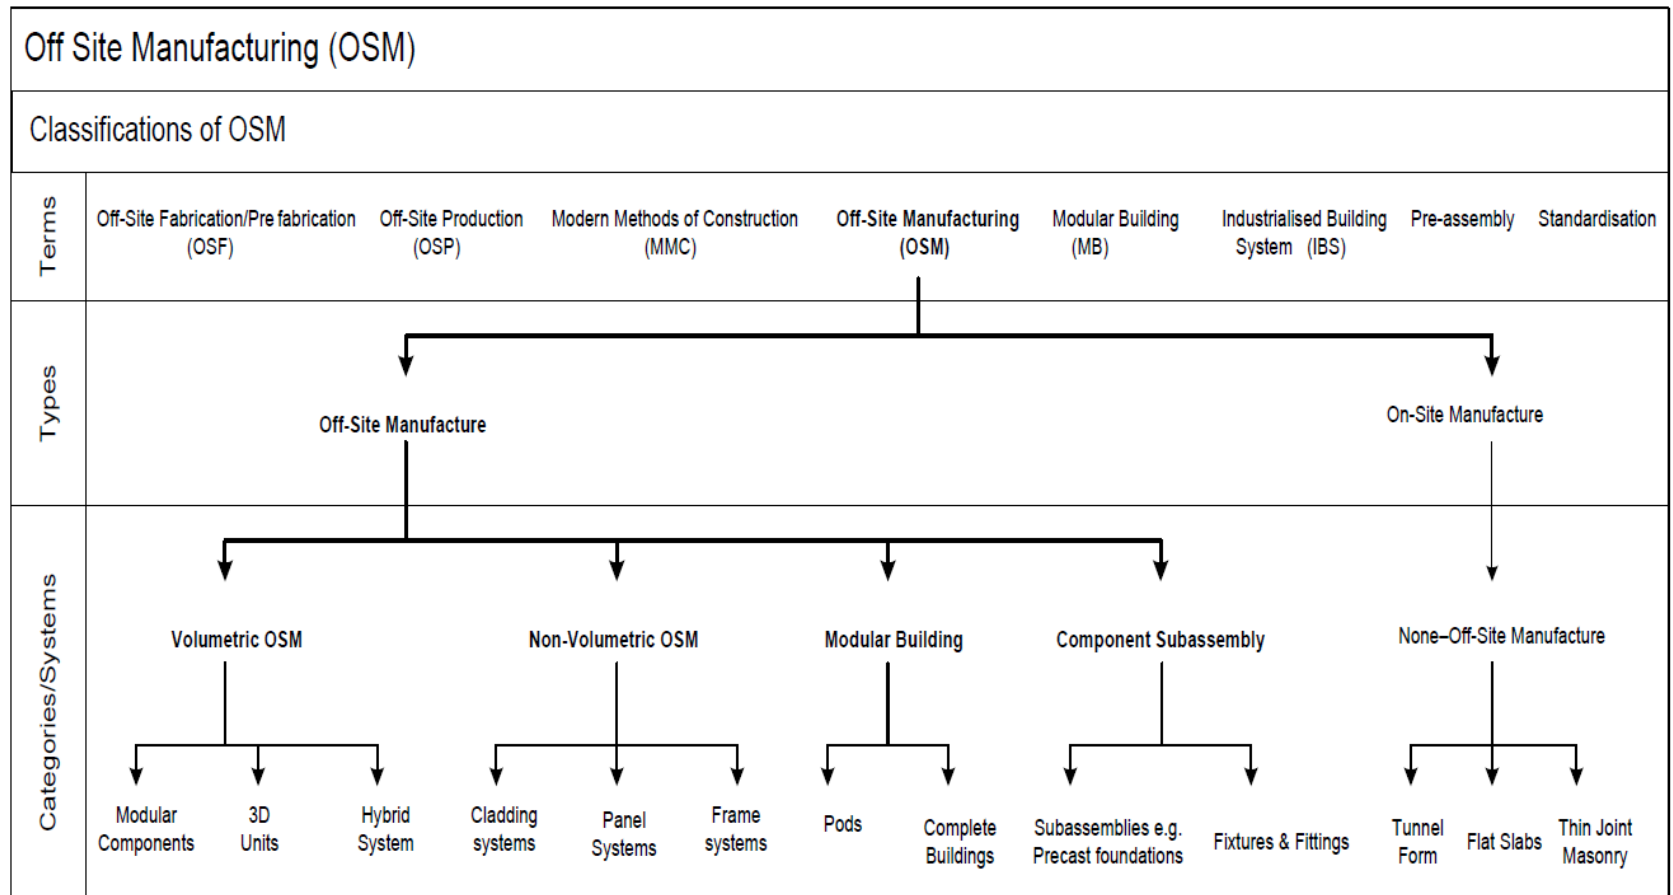 Off Site Manufacturing (OSM)
Classifications of OSM
Terms
Off-Site Fabrication/Pre fabrication
(OSF)
Off-Site Production
(OSP)
Modern Methods of Construction
(MMC)
Off-Site Manufacturing
(OSM)
Modular Building
(MB)
Industrialised Building
System (IBS)
Pre-assembly
Standardisation
Types
Off-Site Manufacture
On-Site Manufacture
Categories/Systems
Volumetric OSM
Non-Volumetric OSM
Modular Building
Component Subassembly
None–Off-Site Manufacture
Modular
Components
3D
Units
Hybrid
System
Cladding
systems
Panel
Systems
Frame
systems
Pods
Complete
Buildings
Subassemblies e.g.
Precast foundations
Fixtures & Fittings
Tunnel
Form
Flat Slabs
Thin Joint
Masonry